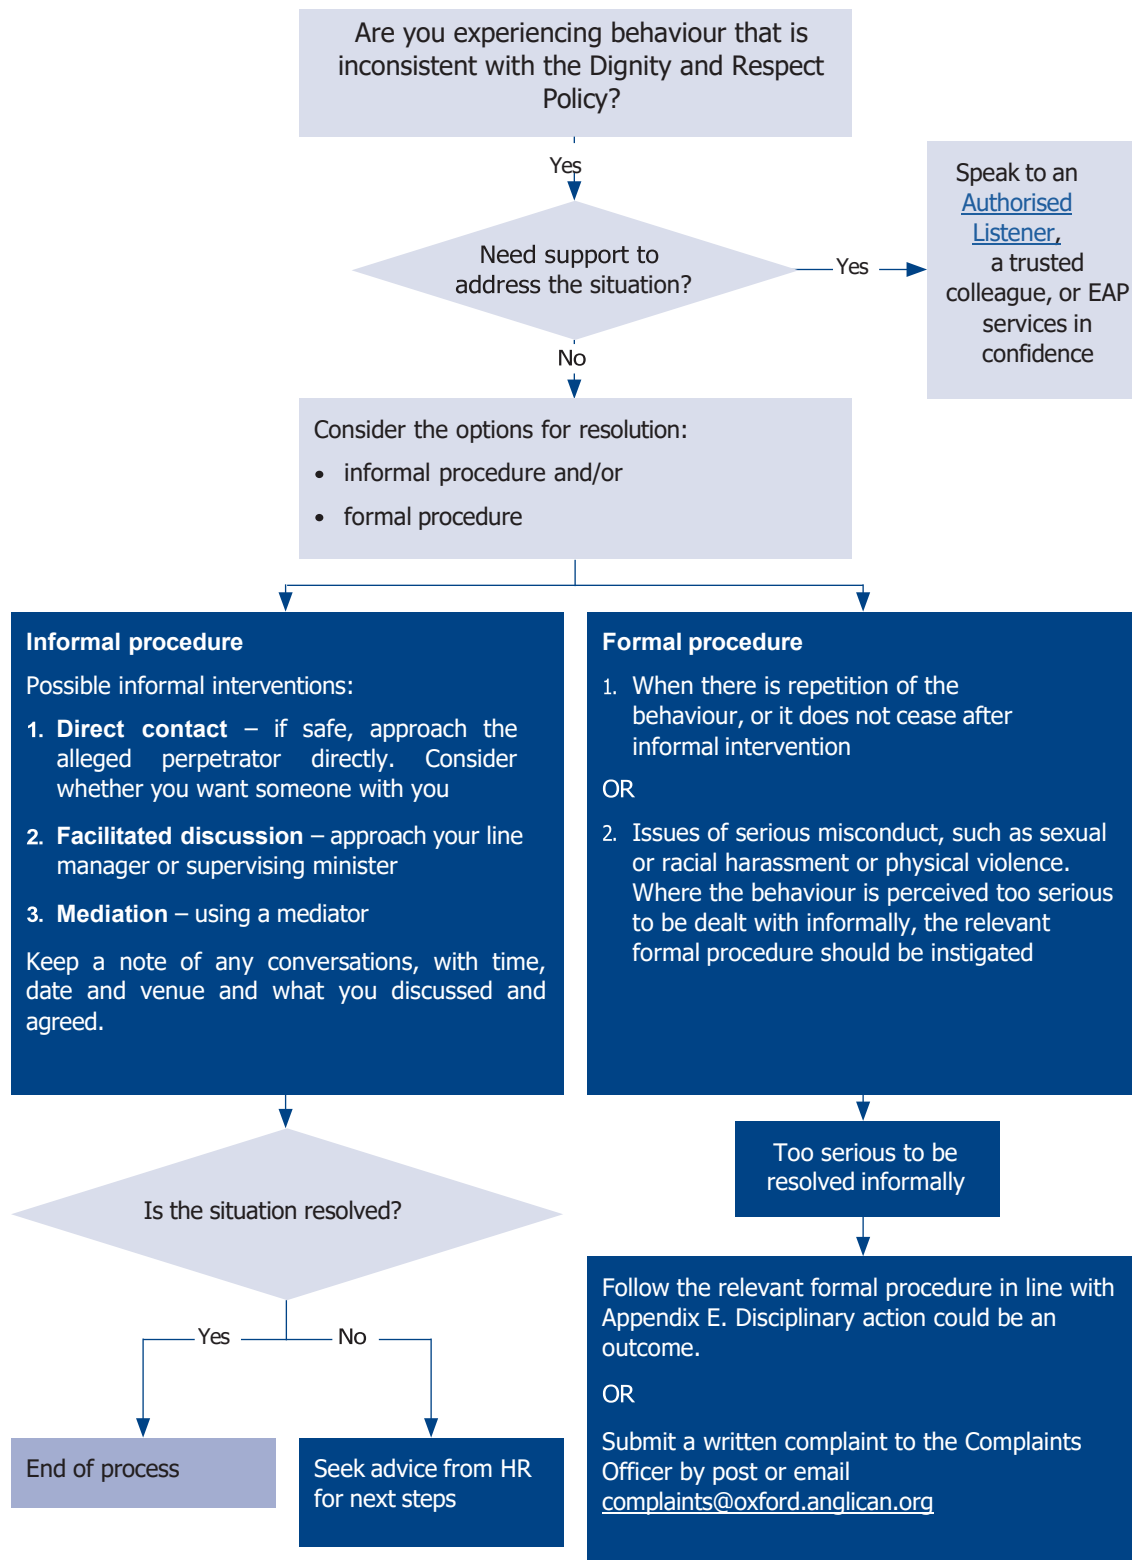 Are you experiencing behaviour that is
inconsistent with the Dignity and Respect
Policy?
Yes
Need support to
address the situation?
Yes
Speak to an
Authorised
Listener,
a trusted
colleague, or EAP
services in
confidence
No
Consider the options for resolution:
• informal procedure and/or
• formal procedure
Informal procedure
Possible informal interventions:
1. Direct contact – if safe, approach the
alleged perpetrator directly. Consider
whether you want someone with you
2. Facilitated discussion – approach your line
manager or supervising minister
3. Mediation – using a mediator
Keep a note of any conversations, with time,
date and venue and what you discussed and
agreed.
Formal procedure
1. When there is repetition of the
behaviour, or it does not cease after
informal intervention
OR
2. Issues of serious misconduct, such as sexual
or racial harassment or physical violence.
Where the behaviour is perceived too serious
to be dealt with informally, the relevant
formal procedure should be instigated
Is the situation resolved?
Yes
No
End of process
Seek advice from HR
for next steps
Too serious to be
resolved informally
Follow the relevant formal procedure in line with
Appendix E. Disciplinary action could be an
outcome.
OR
Submit a written complaint to the Complaints
Officer by post or email
complaints@oxford.anglican.org